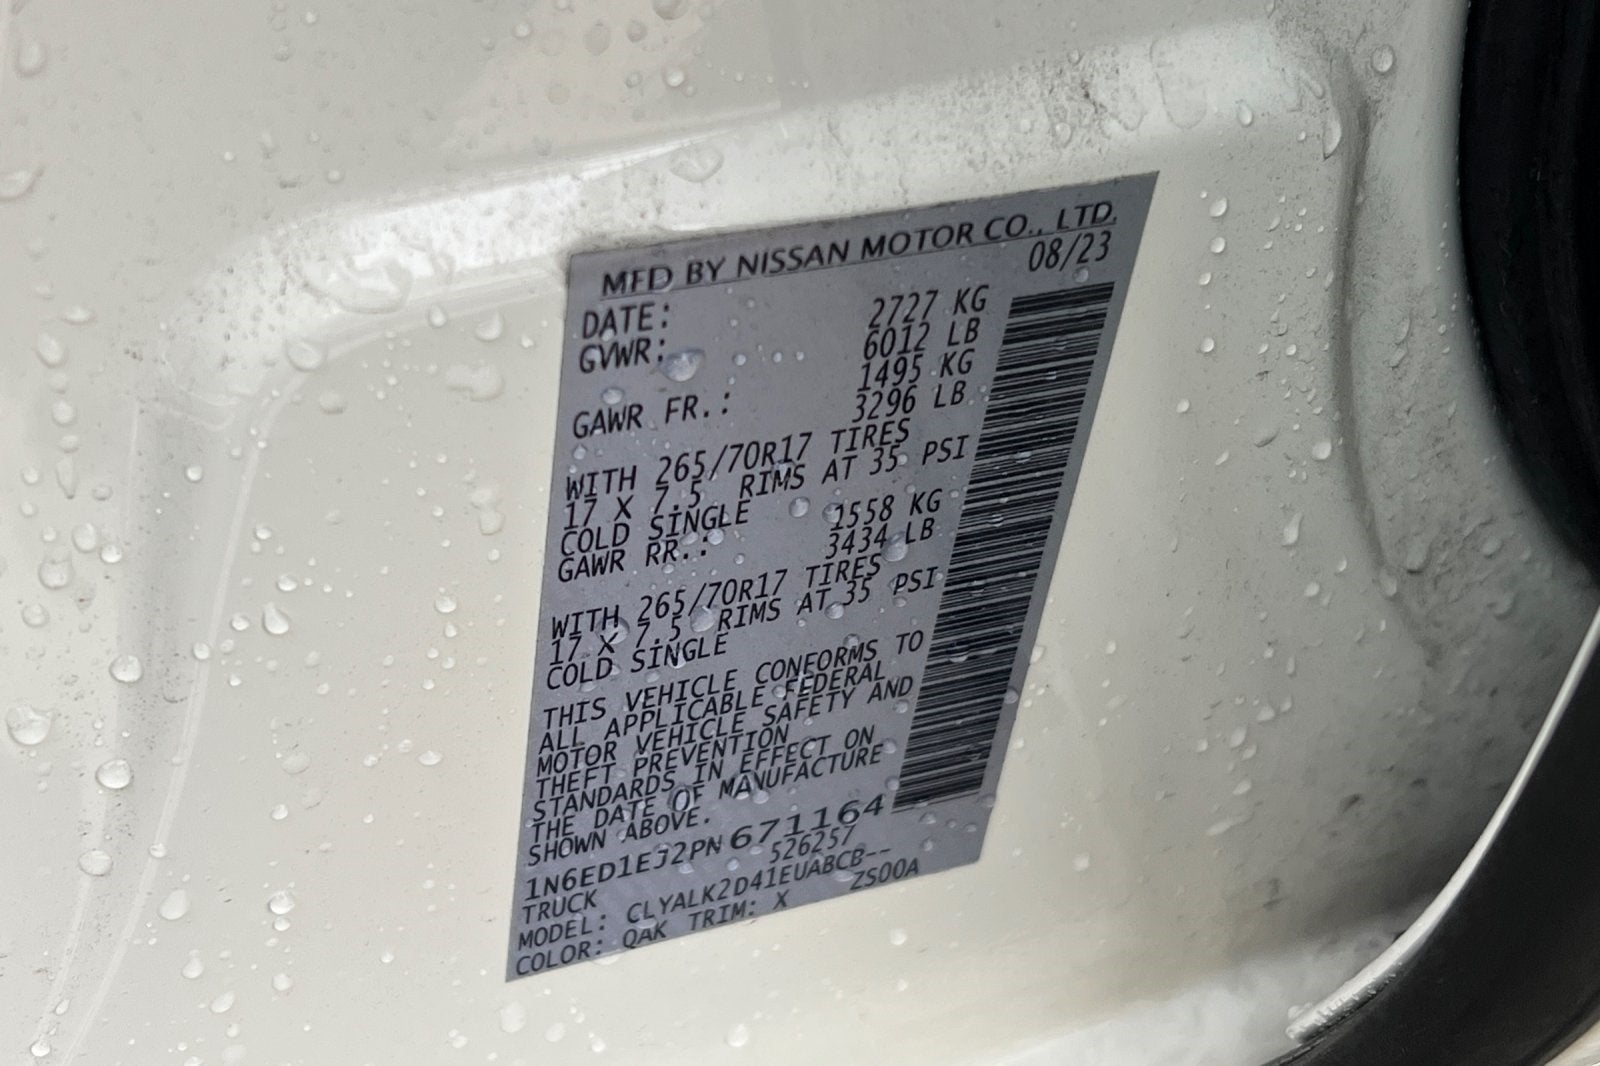 MFD BY NISSAN MOTOR CO., LTD.
DATE: 08/23
GVWR: 2727 KG
6012 LB
GAWR FR.: 1495 KG
3296 LB
WITH 265/70R17 TIRES
17 X 7.5 RIMS AT 35 PSI
COLD SINGLE
GAWR RR.: 1558 KG
3434 LB
WITH 265/70R17 TIRES
17 X 7.5 RIMS AT 35 PSI
COLD SINGLE
THIS VEHICLE CONFORMS TO
ALL APPLICABLE FEDERAL
MOTOR VEHICLE SAFETY AND
THEFT PREVENTION
STANDARDS IN EFFECT ON
THE DATE OF MANUFACTURE
SHOWN ABOVE.
1N6ED1EJ2PN671164
TRUCK 526257
MODEL: CLYALK2D41EUABCB--
COLOR: QAK TRIM: X ZS00A